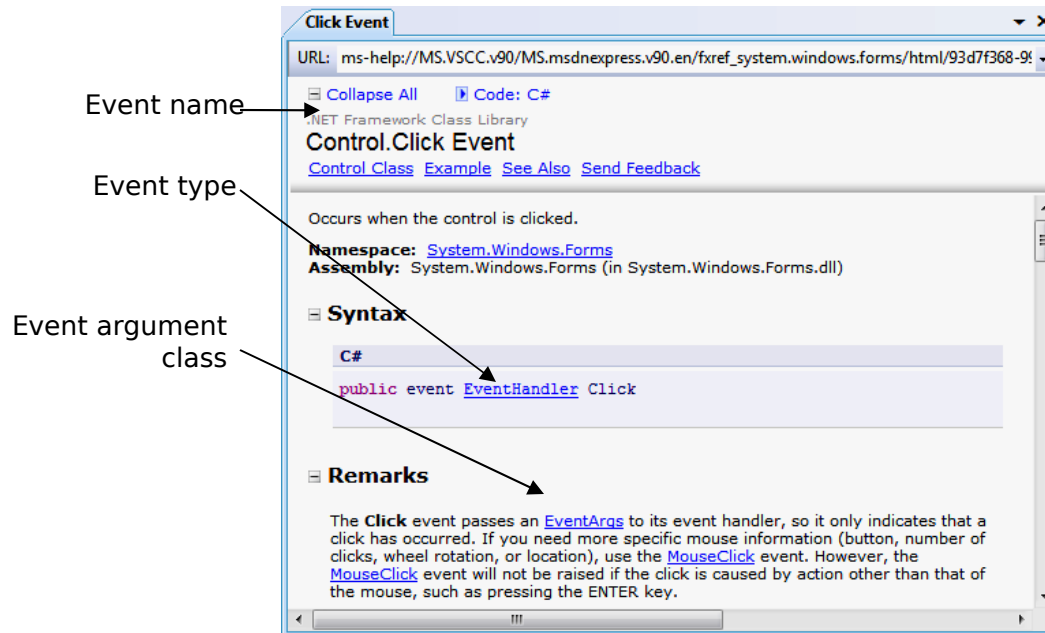 Click Event
URL: ms-help://MS.VSCC.v90/MS.msdnexpress.v90.en/fxref_system.windows.forms/html/93d7f368-9
Collapse All Code: C#
Event name
.NET Framework Class Library
Control.Click Event
Control Class Example See Also Send Feedback
Event type
Occurs when the control is clicked.
Namespace: System.Windows.Forms
Assembly: System.Windows.Forms (in System.Windows.Forms.dll)
Syntax
Event argument
class
C#
public event EventHandler Click
Remarks
The Click event passes an EventArgs to its event handler, so it only indicates that a
click has occurred. If you need more specific mouse information (button, number of
clicks, wheel rotation, or location), use the MouseClick event. However, the
MouseClick event will not be raised if the click is caused by action other than that of
the mouse, such as pressing the ENTER key.